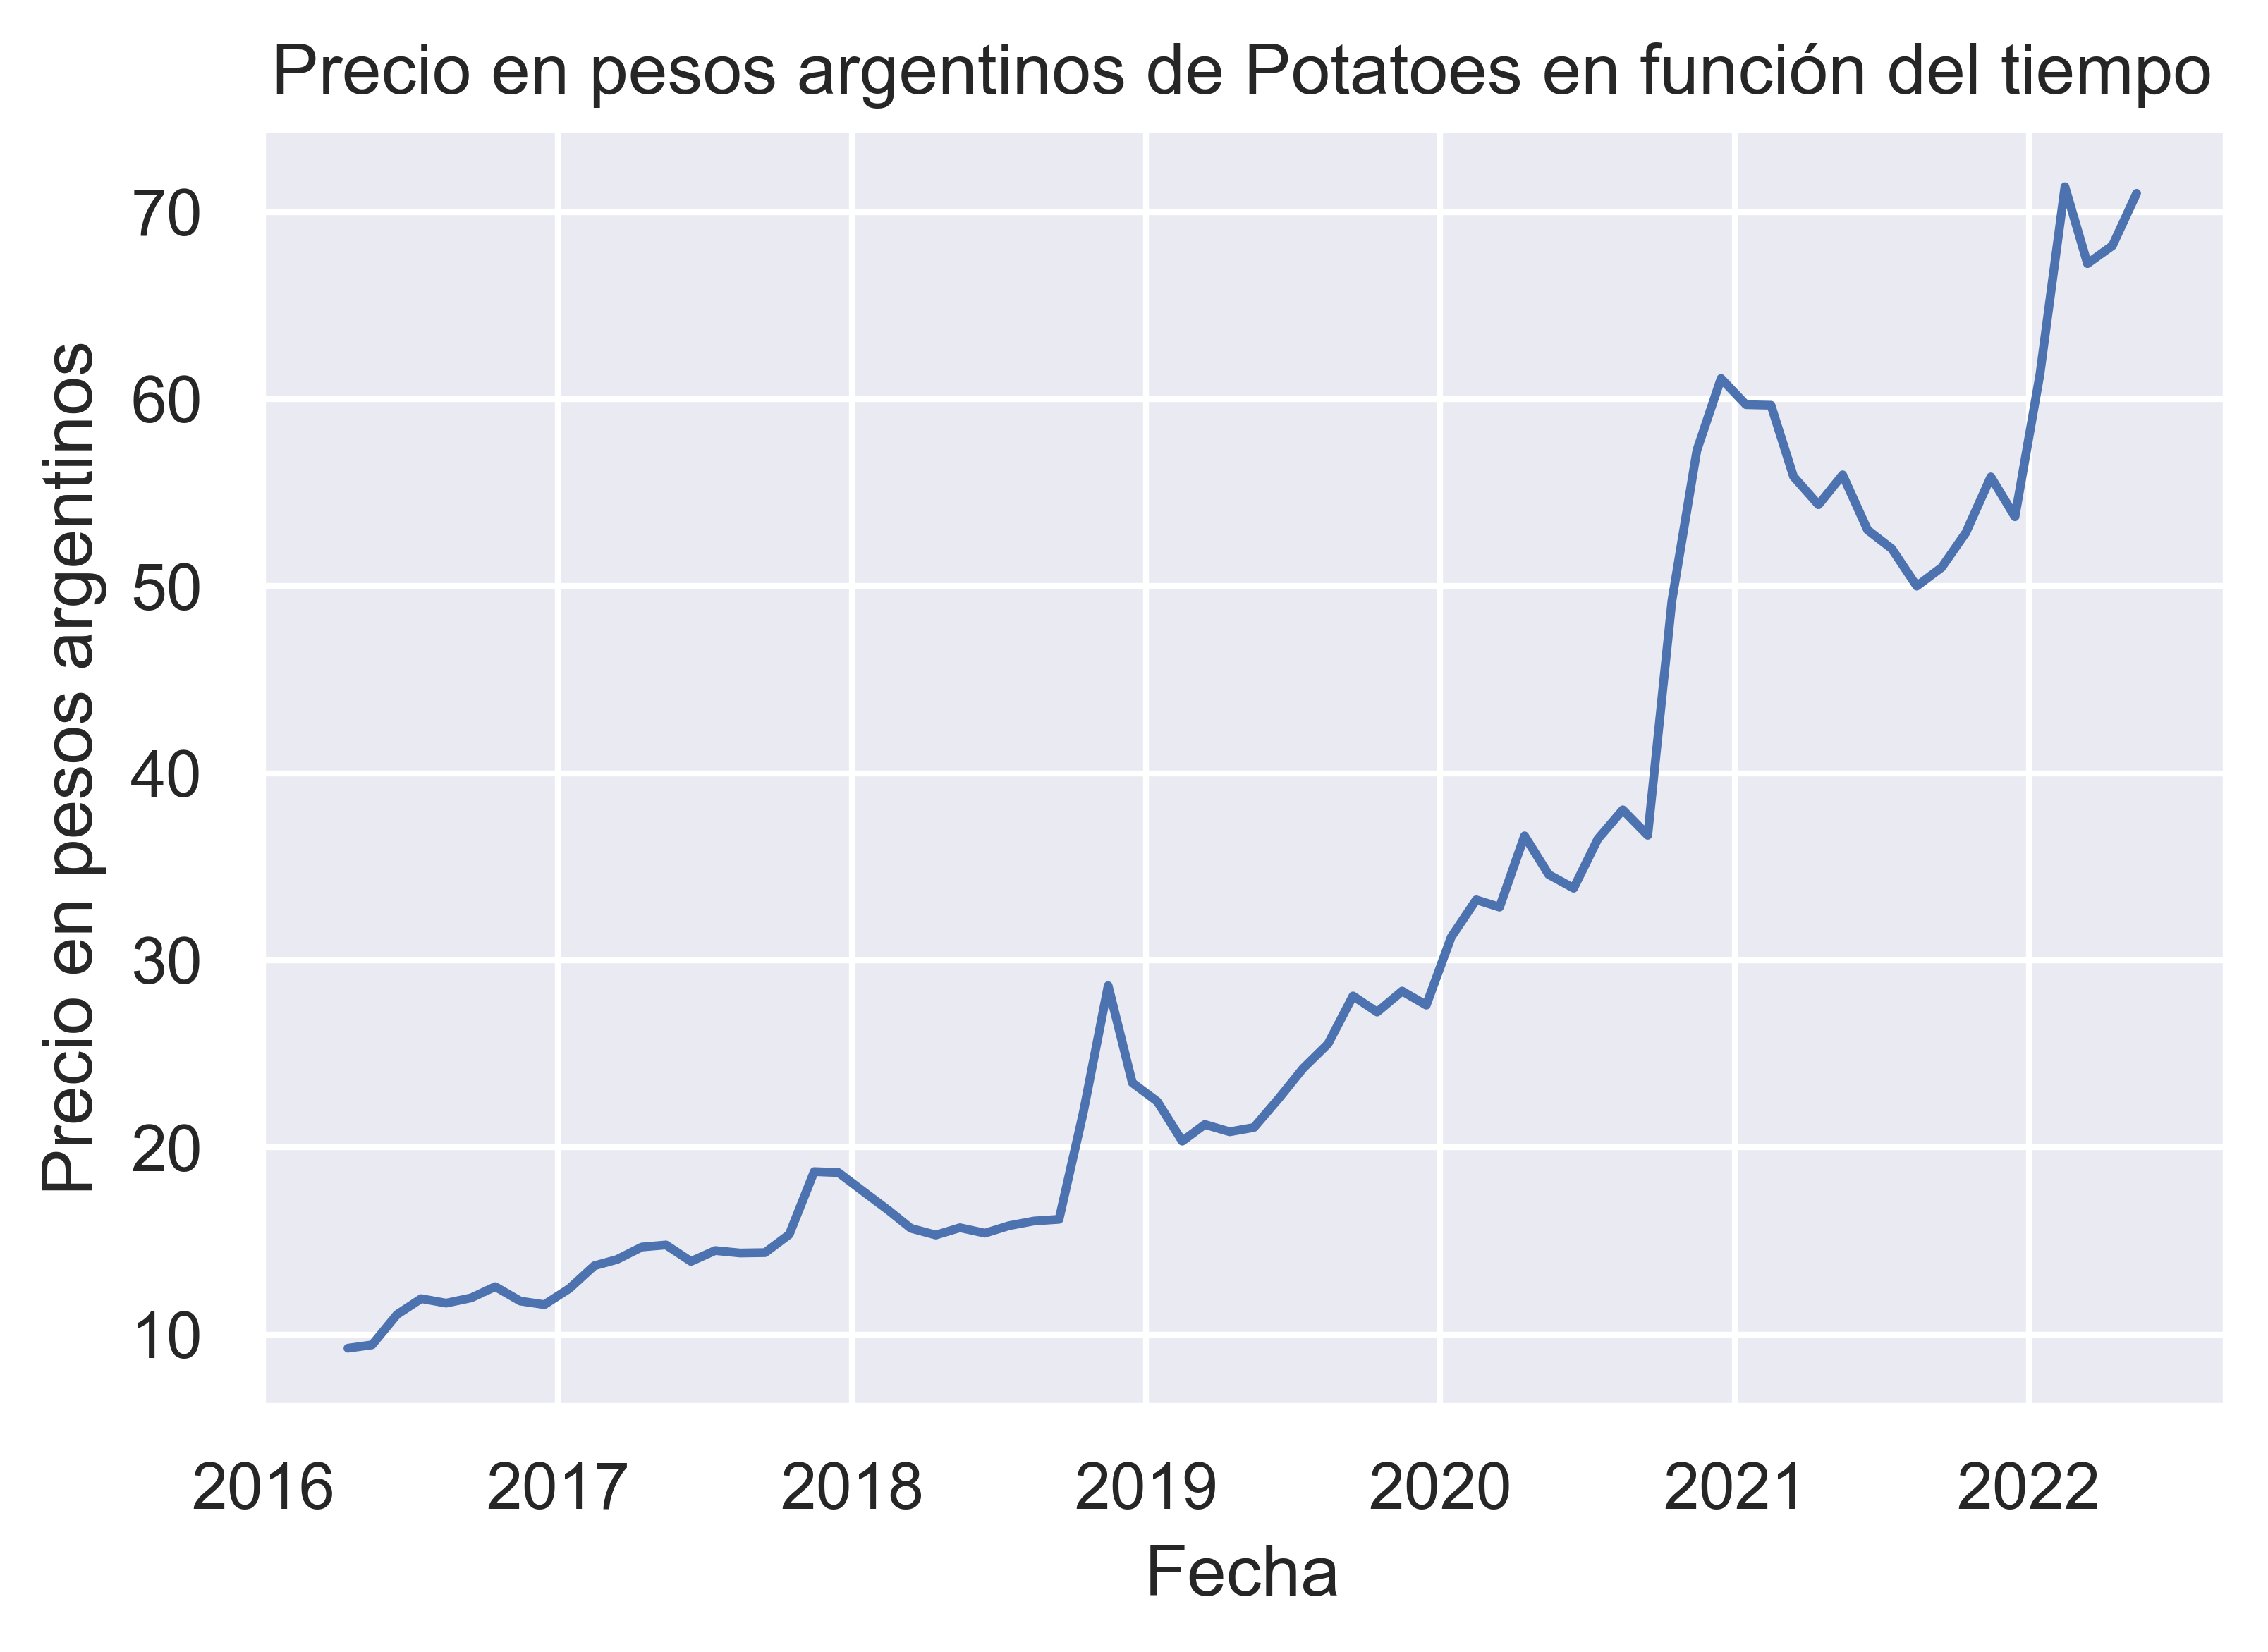 Precio en pesos argentinos de Potatoes en función del tiempo
Precio en pesos argentinos
70
60
50
40
30
20
10
2016 2017 2018 2019 2020 2021 2022
Fecha